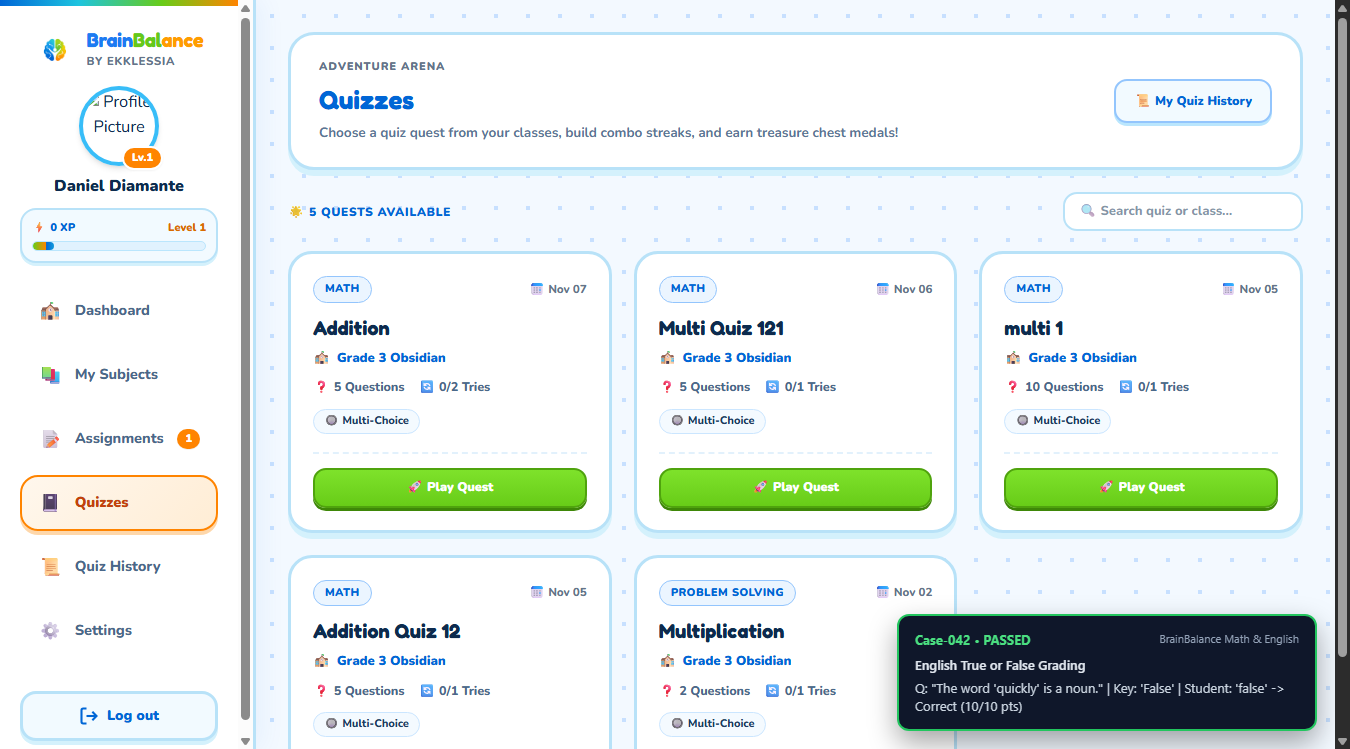 BrainBalance
BY EKKLESSIA
Profile
Picture
Lv.1
Daniel Diamante
0 XP
Level 1
Dashboard
My Subjects
Assignments 1
Quizzes
Quiz History
Settings
Log out
ADVENTURE ARENA
Quizzes
Choose a quiz quest from your classes, build combo streaks, and earn treasure chest medals!
My Quiz History
5 QUESTS AVAILABLE
Search quiz or class...
MATH
Nov 07
Addition
Grade 3 Obsidian
5 Questions 0/2 Tries
Multi-Choice
Play Quest
MATH
Nov 06
Multi Quiz 121
Grade 3 Obsidian
5 Questions 0/1 Tries
Multi-Choice
Play Quest
MATH
Nov 05
multi 1
Grade 3 Obsidian
10 Questions 0/1 Tries
Multi-Choice
Play Quest
MATH
Nov 05
Addition Quiz 12
Grade 3 Obsidian
5 Questions 0/1 Tries
Multi-Choice
PROBLEM SOLVING
Nov 02
Multiplication
Grade 3 Obsidian
2 Questions 0/1 Tries
Multi-Choice
Case-042 • PASSED
BrainBalance Math & English
English True or False Grading
Q: "The word 'quickly' is a noun." | Key: 'False' | Student: 'false' ->
Correct (10/10 pts)